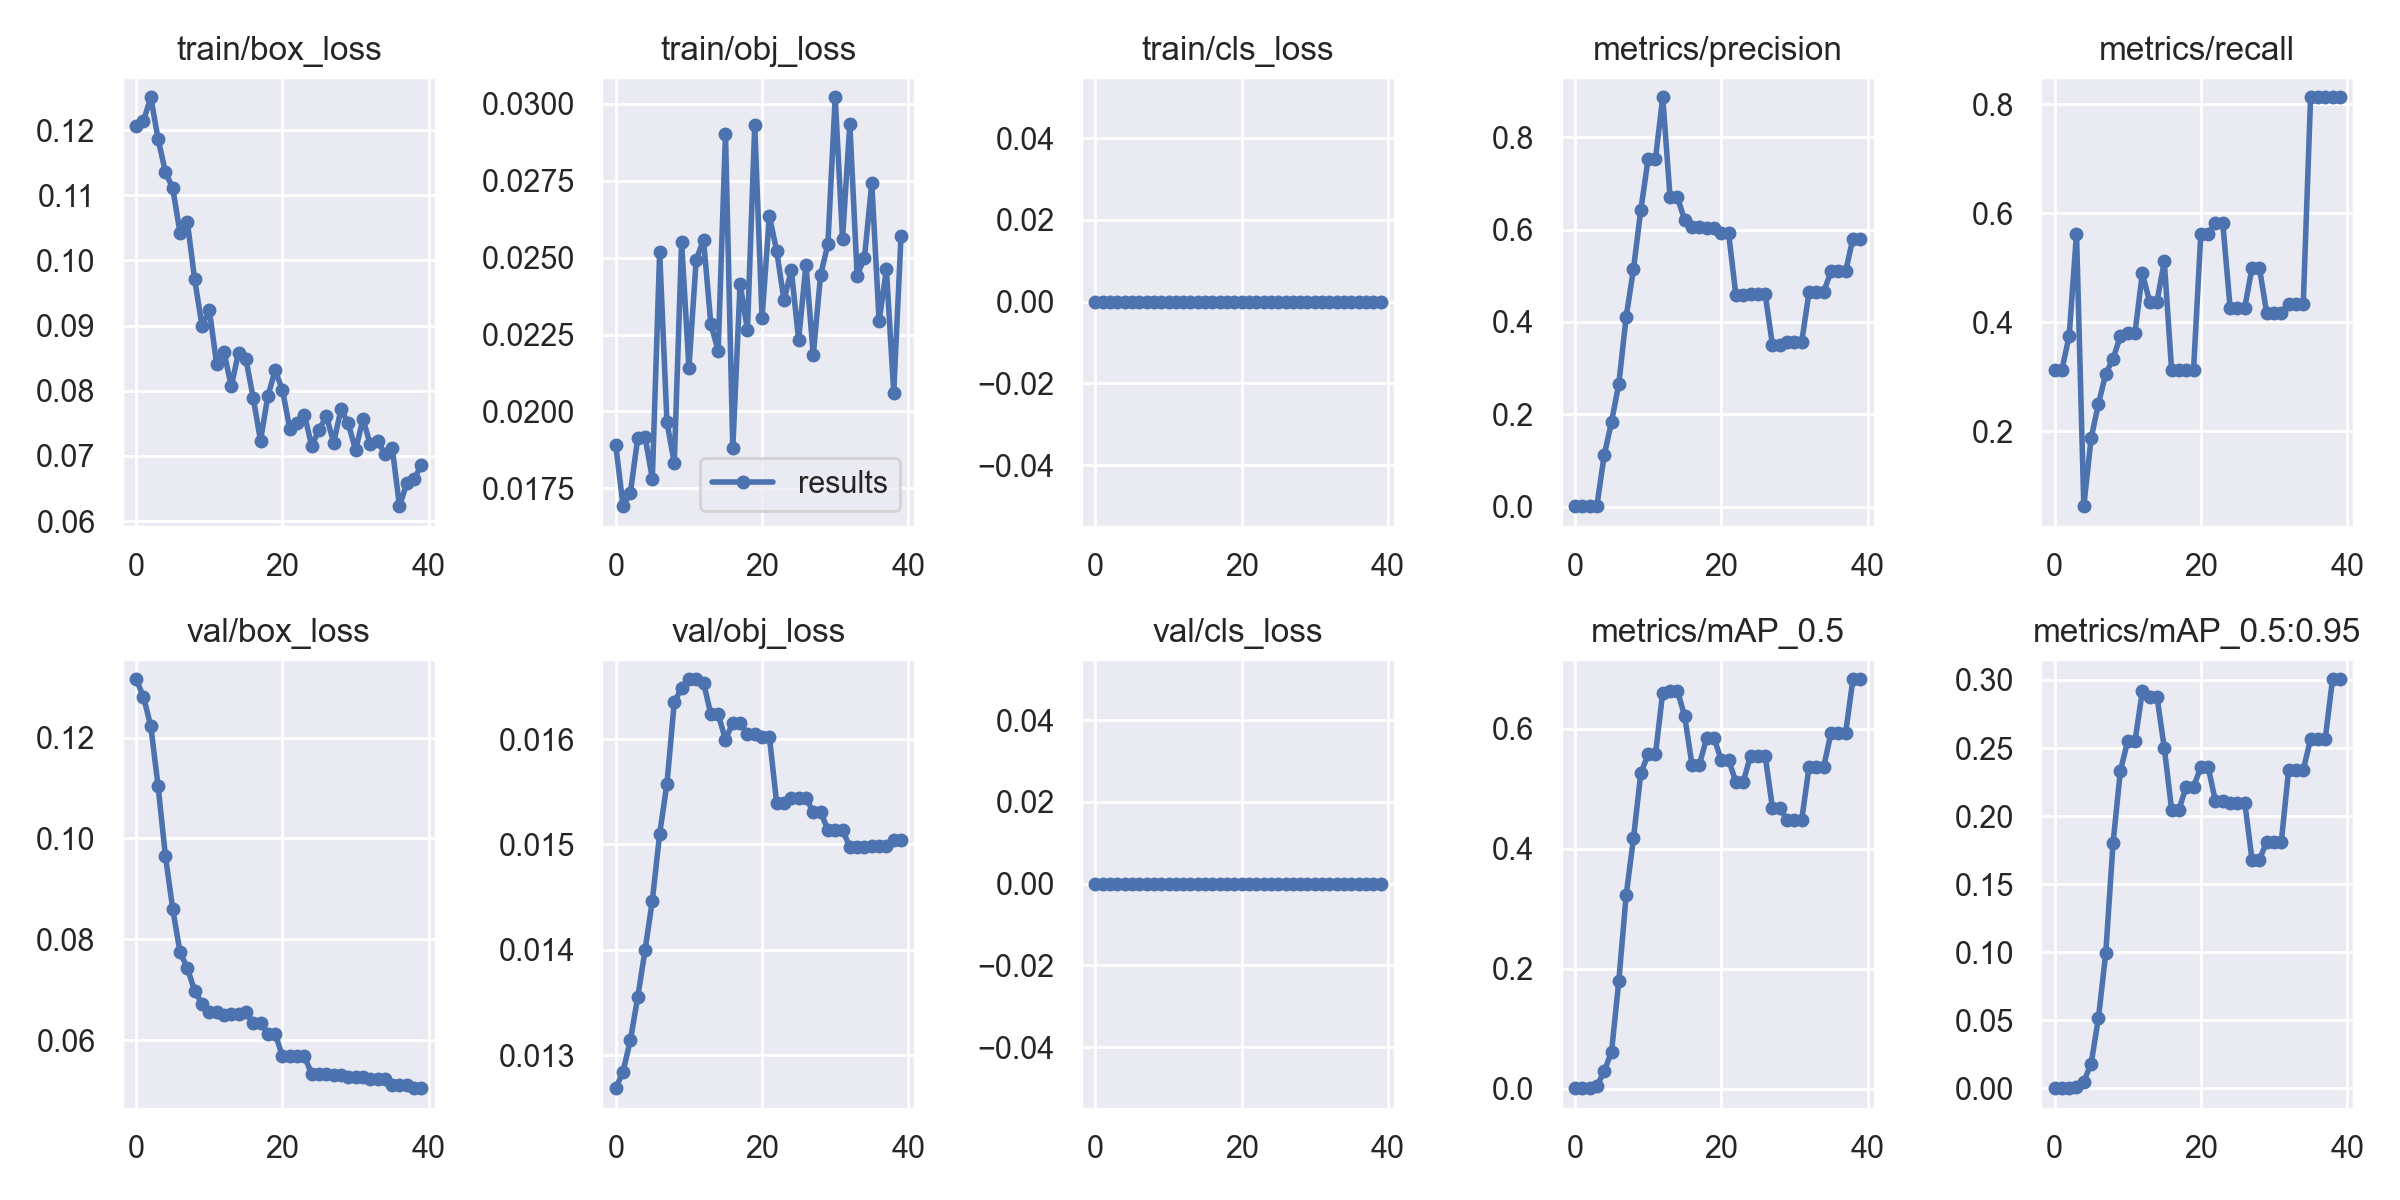 train/box_loss
0.12
0.11
0.10
0.09
0.08
0.07
0.06
0 20 40
train/obj_loss
0.0300
0.0275
0.0250
0.0225
0.0200
0.0175
results
0 20 40
train/cls_loss
0.04
0.02
0.00
−0.02
−0.04
0 20 40
metrics/precision
0.8
0.6
0.4
0.2
0.0
0 20 40
metrics/recall
0.8
0.6
0.4
0.2
0 20 40
val/box_loss
0.12
0.10
0.08
0.06
0 20 40
val/obj_loss
0.016
0.015
0.014
0.013
0 20 40
val/cls_loss
0.04
0.02
0.00
−0.02
−0.04
0 20 40
metrics/mAP_0.5
0.6
0.4
0.2
0.0
0 20 40
metrics/mAP_0.5:0.95
0.30
0.25
0.20
0.15
0.10
0.05
0.00
0 20 40